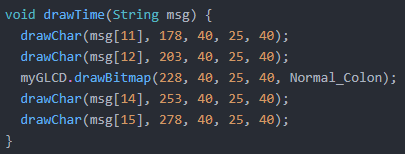 void drawTime(String msg) {
drawChar(msg[11], 178, 40, 25, 40);
drawChar(msg[12], 203, 40, 25, 40);
myGLCD.drawBitmap(228, 40, 25, 40, Normal_Colon);
drawChar(msg[14], 253, 40, 25, 40);
drawChar(msg[15], 278, 40, 25, 40);
}